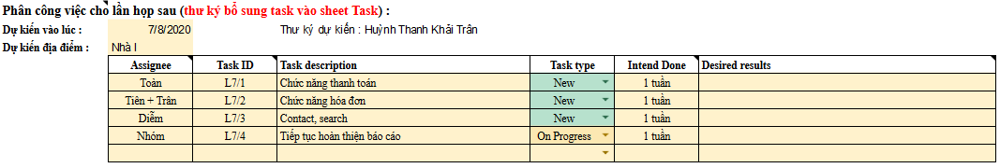 Phân công việc cho lần họp sau (thư ký bổ sung task vào sheet Task) :
Dự kiến vào lúc : 7/8/2020 Thư ký dự kiến : Huỳnh Thanh Khải Trân
Dự kiến địa điểm : Nhà I
Assignee Task ID Task description Task type Intend Done Desired results
Toàn L7/1 Chức năng thanh toán New 1 tuần
Tiên + Trân L7/2 Chức năng hóa đơn New 1 tuần
Diễm L7/3 Contact, search New 1 tuần
Nhóm L7/4 Tiếp tục hoàn thiện báo cáo On Progress 1 tuần